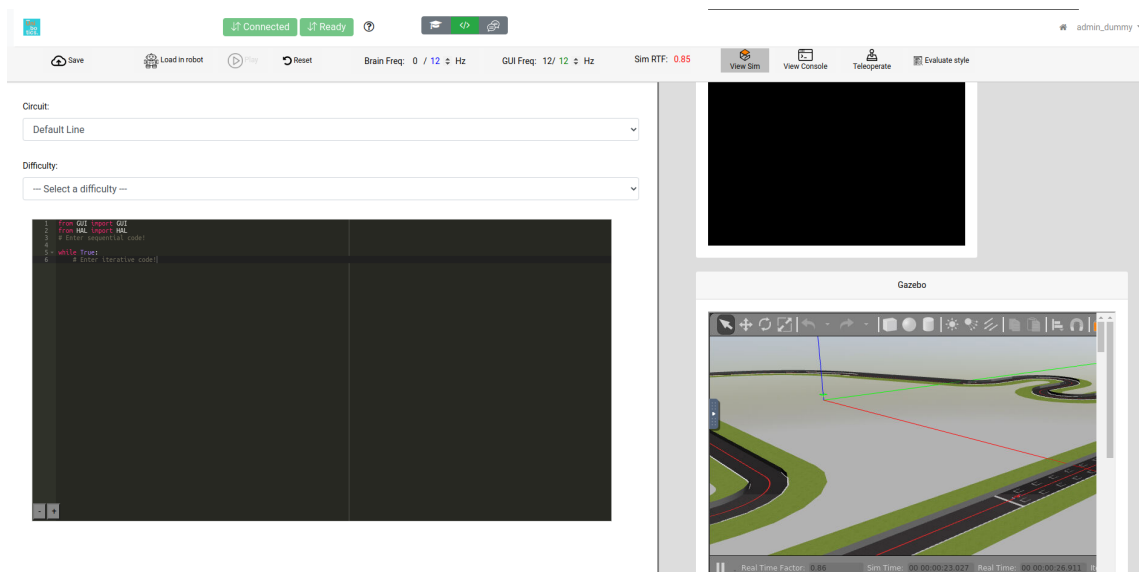 Connected
Ready
admin_dummy
Save
Load in robot
Play
Reset
Brain Freq: 0 / 12 Hz
GUI Freq: 12/ 12 Hz
Sim RTF: 0.85
View Sim
View Console
Teleoperate
Evaluate style
Circuit:
Default Line
Difficulty:
--- Select a difficulty ---
1 from GUI import GUI
2 from HAL import HAL
3 # Enter sequential code!
4
5 while True:
6 # Enter iterative code!
- +
Gazebo
Real Time Factor: 0.86 Sim Time: 00 00:00:23.027 Real Time: 00 00:00:26.911